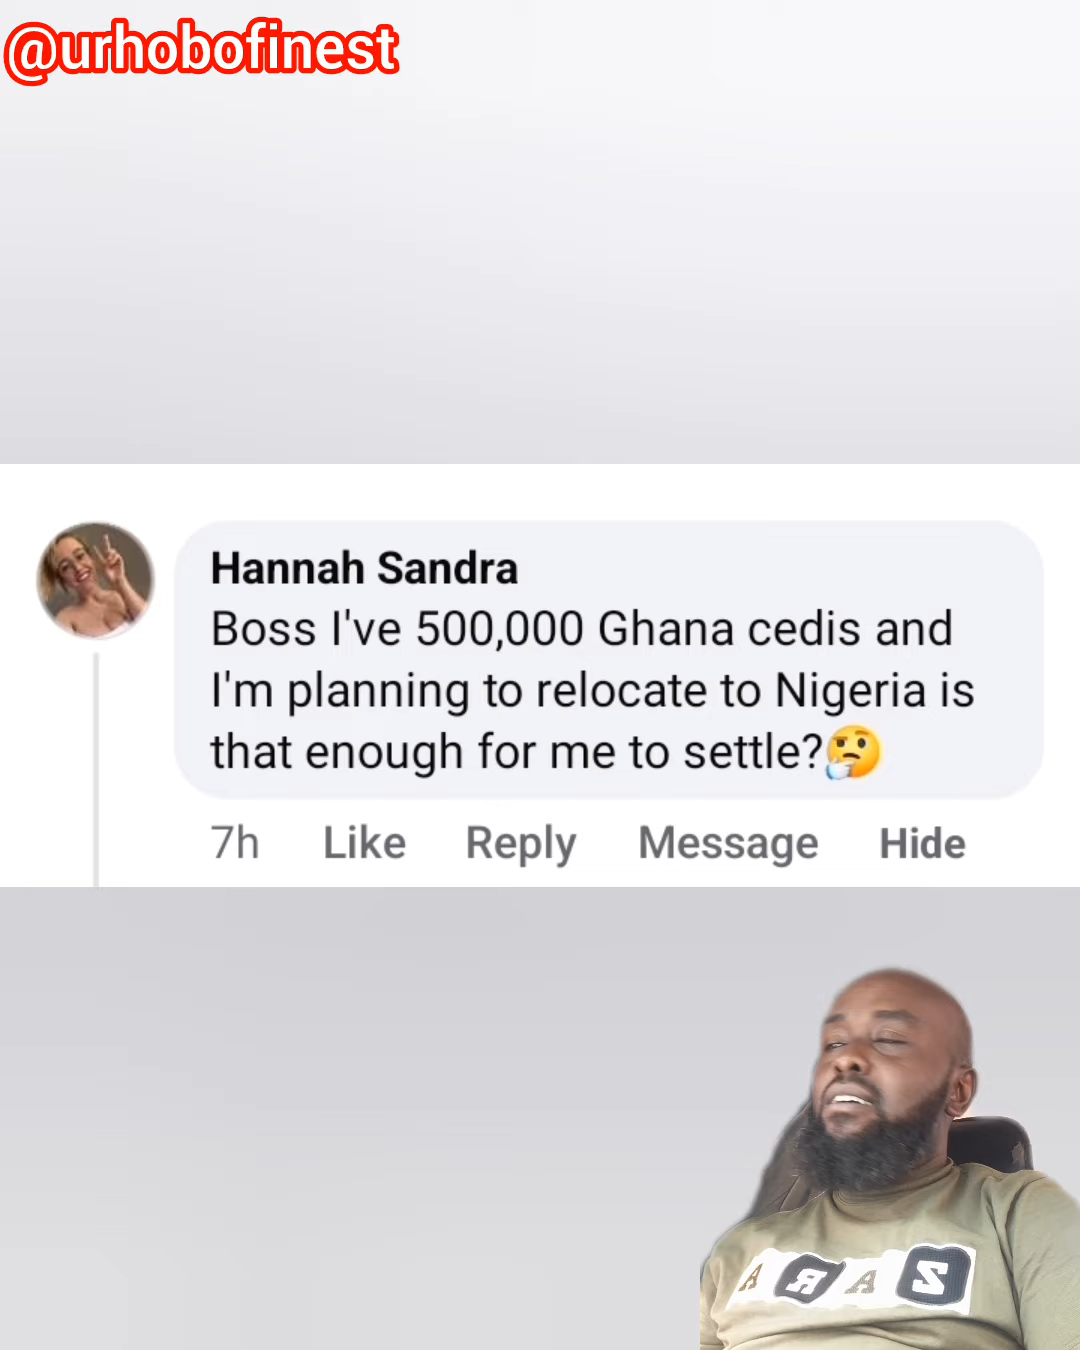 @urhobofinest
Hannah Sandra
Boss I've 500,000 Ghana cedis and
I'm planning to relocate to Nigeria is
that enough for me to settle?🤔
7h Like Reply Message Hide
ARAZ